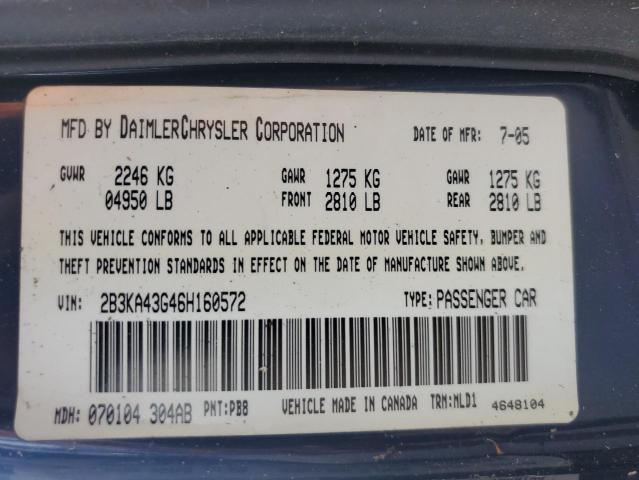 MFD BY DAIMLERCHRYSLER CORPORATION DATE OF MFR: 7-05
GVWR 2246 KG GAWR 1275 KG GAWR 1275 KG
04950 LB FRONT 2810 LB REAR 2810 LB
THIS VEHICLE CONFORMS TO ALL APPLICABLE FEDERAL MOTOR VEHICLE SAFETY, BUMPER AND
THEFT PREVENTION STANDARDS IN EFFECT ON THE DATE OF MANUFACTURE SHOWN ABOVE.
VIN: 2B3KA43G46H160572 TYPE: PASSENGER CAR
MDH: 070104 304AB PNT: PB8 VEHICLE MADE IN CANADA TRM: MLD1 4648104